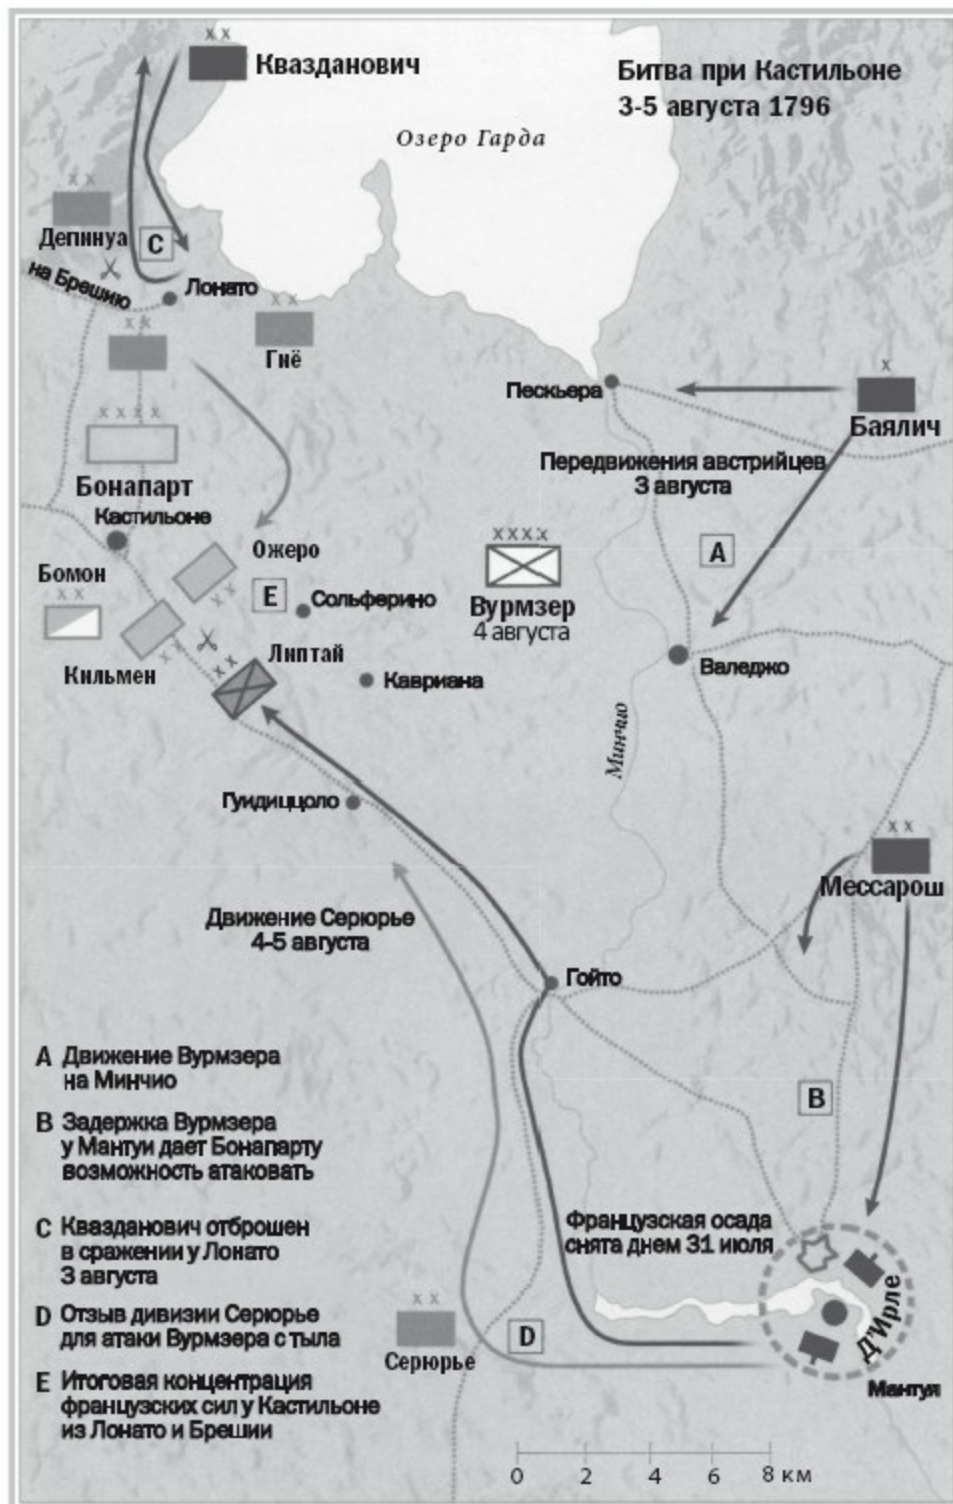 Битва при Кастильоне
3-5 августа 1796
x x
Квазданович
Озеро Гарда
x x
Депинуа
C
на Брешию
Лонато
x x
Гнё
x x
x x x x
Бонапарт
Кастильоне
Пескьера
x
Баялич
Передвижения австрийцев
3 августа
A
Ожеро
x x
xxxx
Вурмзер
4 августа
Бомон
x x
E
Сольферино
Кильмен
x x
x x
Липтай
Кавриана
Валеджо
Минчио
Гуидиццоло
x x
Мессарош
Движение Серюрье
4-5 августа
Гойто
B
A Движение Вурмзера
на Минчио
B Задержка Вурмзера
у Мантуи дает Бонапарту
возможность атаковать
C Квазданович отброшен
в сражении у Лонато
3 августа
D Отзыв дивизии Серюрье
для атаки Вурмзера с тыла
E Итоговая концентрация
французских сил у Кастильоне
из Лонато и Брешии
Французская осада
снята днем 31 июля
x x
Серюрье
D
Д'Ирле
Мантуя
0 2 4 6 8 км